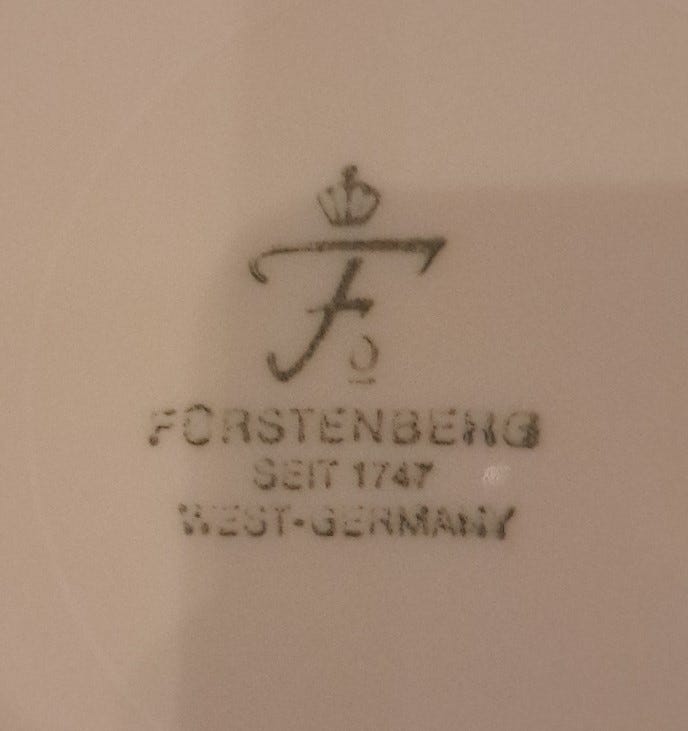 F
O
FÜRSTENBERG
SEIT 1747
WEST-GERMANY